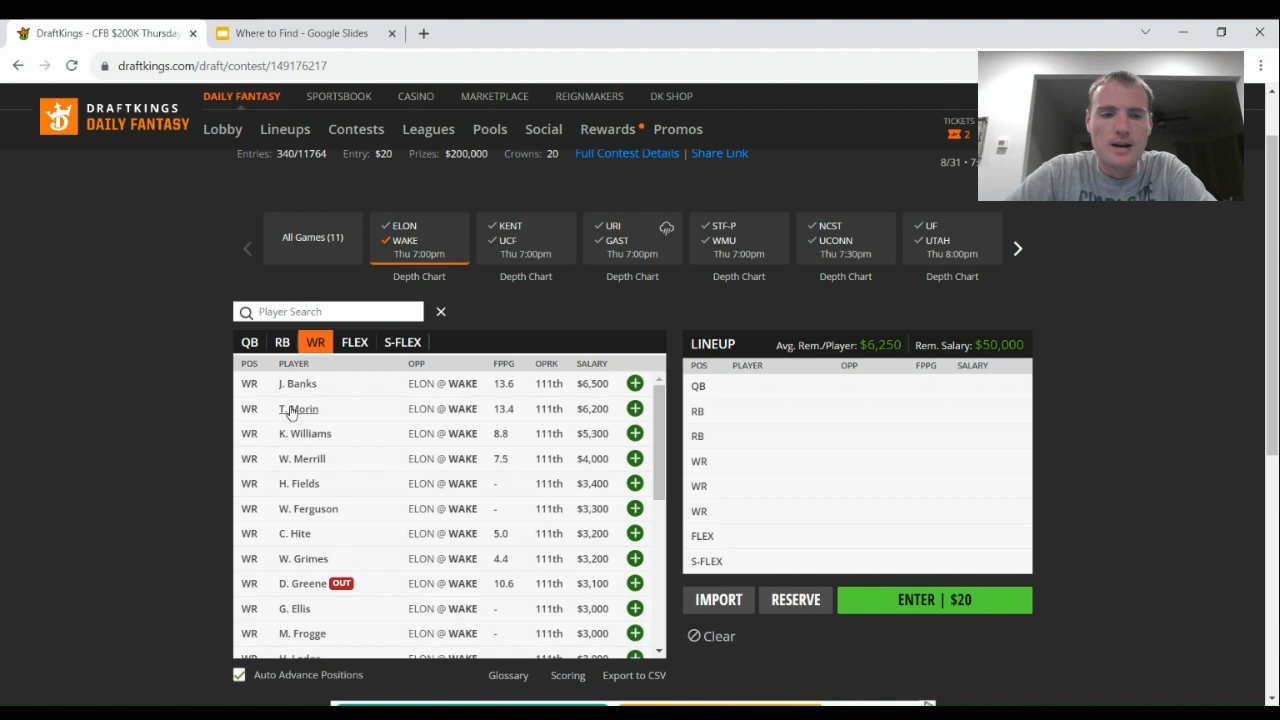 DraftKings - CFB $200K Thursday
Where to Find - Google Slides
draftkings.com/draft/contest/149176217
DRAFTKINGS
DAILY FANTASY
DAILY FANTASY SPORTSBOOK CASINO MARKETPLACE REIGNMAKERS DK SHOP
Lobby Lineups Contests Leagues Pools Social Rewards Promos
TICKETS
2
Entries: 340/11764 Entry: $20 Prizes: $200,000 Crowns: 20 Full Contest Details | Share Link
8/31 • 7:
All Games (11)
ELON
WAKE
Thu 7:00pm
Depth Chart
KENT
UCF
Thu 7:00pm
Depth Chart
URI
GAST
Thu 7:00pm
Depth Chart
STF-P
WMU
Thu 7:00pm
Depth Chart
NCST
UCONN
Thu 7:30pm
Depth Chart
UF
UTAH
Thu 8:00pm
Depth Chart
Player Search
QB RB WR FLEX S-FLEX
POS PLAYER OPP FPPG OPRK SALARY
WR J. Banks ELON @ WAKE 13.6 111th $6,500
WR T. Morin ELON @ WAKE 13.4 111th $6,200
WR K. Williams ELON @ WAKE 8.8 111th $5,300
WR W. Merrill ELON @ WAKE 7.5 111th $4,000
WR H. Fields ELON @ WAKE - 111th $3,400
WR W. Ferguson ELON @ WAKE - 111th $3,300
WR C. Hite ELON @ WAKE 5.0 111th $3,200
WR W. Grimes ELON @ WAKE 4.4 111th $3,200
WR D. Greene OUT ELON @ WAKE 10.6 111th $3,100
WR G. Ellis ELON @ WAKE - 111th $3,000
WR M. Frogge ELON @ WAKE - 111th $3,000
Auto Advance Positions
Glossary Scoring Export to CSV
LINEUP Avg. Rem./Player: $6,250 Rem. Salary: $50,000
POS PLAYER OPP FPPG SALARY
QB
RB
RB
WR
WR
WR
FLEX
S-FLEX
IMPORT RESERVE ENTER | $20
Clear